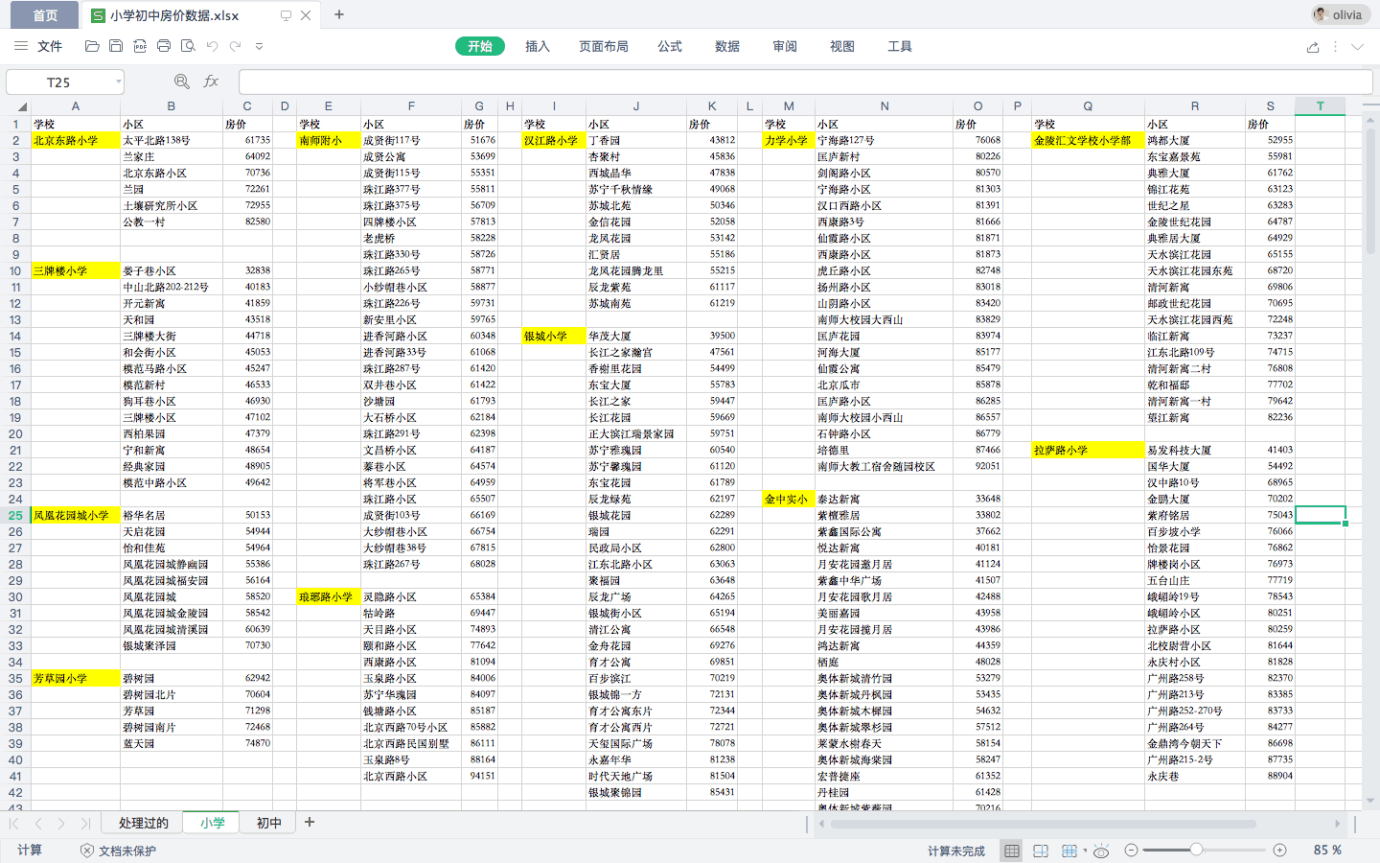 首页 小学初中房价数据.xlsx + olivia
文件 开始 插入 页面布局 公式 数据 审阅 视图 工具
T25 fx
A B C D E F G H I J K L M N O P Q R S T
1 学校 小区 房价 学校 小区 房价 学校 小区 房价 学校 小区 房价 学校 小区 房价
2 北京东路小学 太平北路138号 61735 南师附小 成贤街117号 51676 汉江路小学 丁香园 43812 力学小学 宁海路127号 76068 金陵汇文学校小学部 鸿都大厦 52955
3 兰家庄 64092 成贤公寓 53699 杏聚村 45836 匡庐新村 80226 东宝嘉景苑 55981
4 北京东路小区 70736 成贤街115号 55351 西城晶华 47838 剑阁路小区 80570 典雅大厦 61762
5 兰园 72261 珠江路377号 55811 苏宁千秋情缘 49068 宁海路小区 81303 锦江花苑 63123
6 土壤研究所小区 72955 珠江路375号 56709 苏城北苑 50346 汉口西路小区 81391 世纪之星 63283
7 公教一村 82580 四牌楼小区 57813 金信花园 52058 西康路3号 81666 金陵世纪花园 64787
8 老虎桥 58228 龙凤花园 53142 仙霞路小区 81871 典雅居大厦 64929
9 珠江路330号 58726 汇贤居 55186 西康路小区 81873 天水滨江花园 65155
10 三牌楼小学 晏子巷小区 32838 珠江路265号 58771 龙凤花园腾龙里 55215 虎丘路小区 82748 天水滨江花园东苑 68720
11 中山北路202-212号 40183 小纱帽巷小区 58877 辰龙紫苑 61117 扬州路小区 83018 清河新寓 69806
12 开元新寓 41859 珠江路226号 59731 苏城南苑 61219 山阴路小区 83420 邮政世纪花园 70695
13 天和园 43518 新安里小区 59765 南师大校园大西山 83829 天水滨江花园西苑 72248
14 三牌楼大街 44718 进香河路小区 60348 银城小学 华茂大厦 39500 匡庐花园 83974 临江新寓 73237
15 和会街小区 45053 进香河路33号 61068 长江之家瀚宫 47561 河海大厦 85177 江东北路109号 74715
16 模范马路小区 45247 珠江路287号 61420 香榭里花园 54499 仙霞公寓 85479 清河新寓二村 76808
17 模范新村 46533 双井巷小区 61422 东宝大厦 55783 北京瓜市 85878 乾和福邸 77702
18 狗耳巷小区 46930 沙塘园 61793 长江之家 59447 匡庐路小区 86285 清河新寓一村 79642
19 三牌楼小区 47102 大石桥小区 62184 长江花园 59669 南师大校园小西山 86557 望江新寓 82236
20 西柏果园 47379 珠江路291号 62398 正大滨江瑞景家园 59751 石钟路小区 86779
21 宁和新寓 48654 文昌桥小区 64187 苏宁雅瑰园 60540 培德里 87466 拉萨路小学 易发科技大厦 41403
22 经典家园 48905 蓁巷小区 64574 苏宁馨瑰园 61120 南师大教工宿舍随园校区 92051 国华大厦 54492
23 模范中路小区 49642 将军巷小区 64959 东宝花园 61789 汉中路10号 68965
24 珠江路小区 65507 辰龙绿苑 62197 金中实小 泰达新寓 33648 金鹏大厦 70202
25 凤凰花园城小学 裕华名居 50153 成贤街103号 66169 银城花园 62289 紫檀雅居 33802 紫府铭居 75043
26 天启花园 54944 大纱帽巷小区 66754 瑞园 62291 紫鑫国际公寓 37662 百步坡小学 76066
27 怡和佳苑 54964 大纱帽巷38号 67815 民政局小区 62800 悦达新寓 40181 怡景花园 76862
28 凤凰花园城静幽园 55386 珠江路267号 68028 江东北路小区 63063 月安花园邀月居 41124 牌楼岗小区 76973
29 凤凰花园城福安园 56164 聚福园 63648 紫鑫中华广场 41507 五台山庄 77719
30 凤凰花园城 58520 琅琊路小学 灵隐路小区 65384 辰龙广场 64265 月安花园歌月居 42488 峨嵋岭19号 78543
31 凤凰花园城金陵园 58542 牯岭路 69447 银城街小区 65194 美丽嘉园 43958 峨嵋岭小区 80251
32 凤凰花园城清溪园 60639 天目路小区 74893 清江公寓 66548 月安花园揽月居 43986 拉萨路小区 80259
33 银城聚泽园 70730 颐和路小区 77642 金舟花园 69276 鸿达新寓 44359 北校尉营小区 81644
34 西康路小区 81094 育才公寓 69851 栖庭 48028 永庆村小区 81828
35 芳草园小学 碧树园 62942 玉泉路小区 84006 百步滨江 70219 奥体新城清竹园 53279 广州路258号 82370
36 碧树园北片 70604 苏宁华瑰园 84097 银城锦一方 72131 奥体新城丹枫园 53435 广州路213号 83385
37 芳草园 71298 钱塘路小区 85187 育才公寓东片 72344 奥体新城木樨园 54632 广州路252-270号 83733
38 碧树园南片 72468 北京西路70号小区 85882 育才公寓西片 72721 奥体新城翠杉园 57512 广州路264号 84277
39 蓝天园 74870 北京西路民国别墅 86111 天玺国际广场 78078 莱蒙水榭春天 58154 金鼎湾今朝天下 86698
40 玉泉路8号 88164 永嘉年华 81238 奥体新城海棠园 58247 广州路215-2号 87735
41 北京西路小区 94151 时代天地广场 81504 宏普捷座 61352 永庆巷 88904
42 银城聚锦园 85431 丹桂园 61428
43 奥体新城紫薇园 70216
处理过的 小学 初中 +
计算 文档未保护 计算未完成 85 %